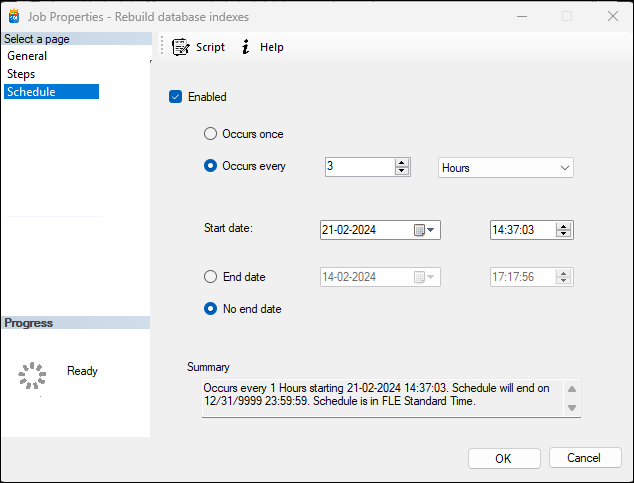 Job Properties - Rebuild database indexes
Select a page
General
Steps
Schedule
Script
Help
Enabled
Occurs once
Occurs every 3 Hours
Start date: 21-02-2024 14:37:03
End date 14-02-2024 17:17:56
No end date
Progress
Ready
Summary
Occurs every 1 Hours starting 21-02-2024 14:37:03. Schedule will end on
12/31/9999 23:59:59. Schedule is in FLE Standard Time.
OK
Cancel